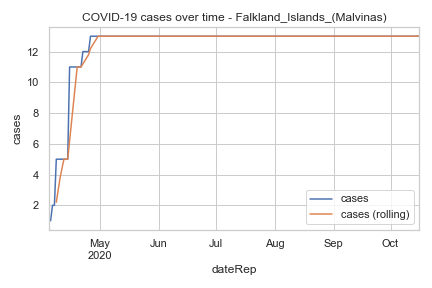 COVID-19 cases over time - Falkland_Islands_(Malvinas)
12
10
8
6
4
2
cases
cases
cases (rolling)
May Jun Jul Aug Sep Oct
2020
dateRep